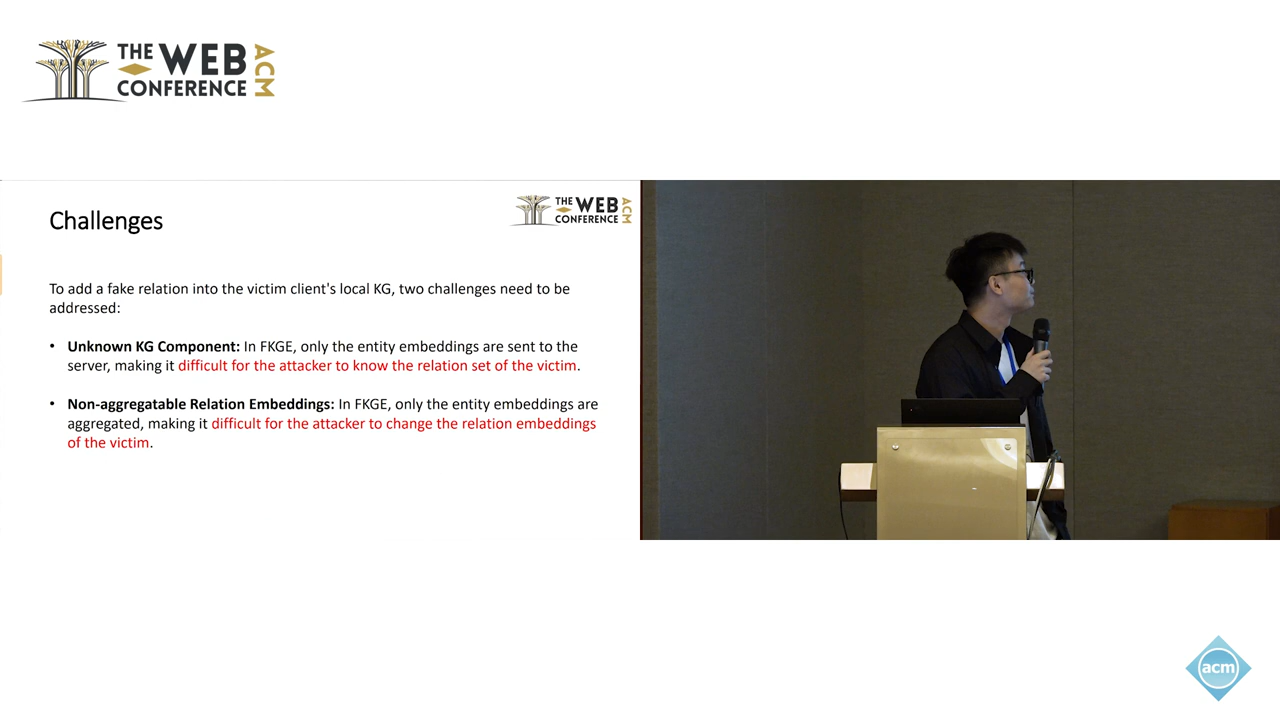 THE WEB
CONFERENCE
ACM
Challenges
THE WEB
CONFERENCE
ACM
To add a fake relation into the victim client's local KG, two challenges need to be
addressed:
• Unknown KG Component: In FKGE, only the entity embeddings are sent to the
server, making it difficult for the attacker to know the relation set of the victim.
• Non-aggregatable Relation Embeddings: In FKGE, only the entity embeddings are
aggregated, making it difficult for the attacker to change the relation embeddings
of the victim.
acm